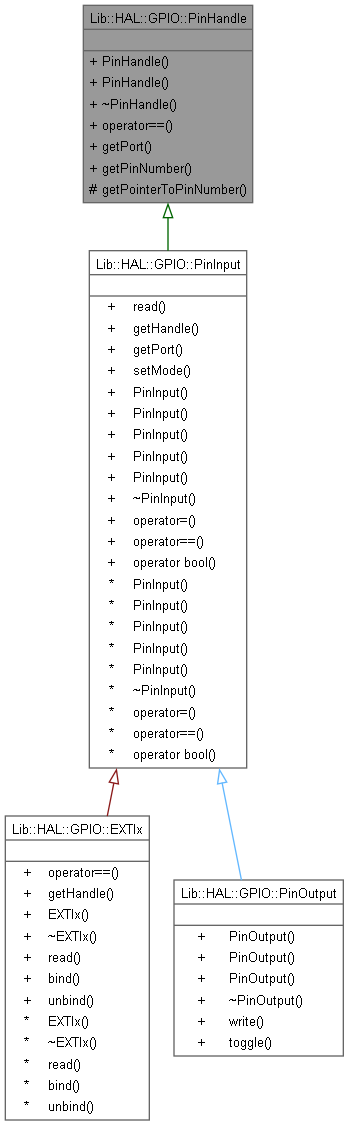 Lib::HAL::GPIO::PinHandle
+ PinHandle()
+ PinHandle()
+ ~PinHandle()
+ operator==()
+ getPort()
+ getPinNumber()
# getPointerToPinNumber()
Lib::HAL::GPIO::PinInput
+ read()
+ getHandle()
+ getPort()
+ setMode()
+ PinInput()
+ PinInput()
+ PinInput()
+ PinInput()
+ PinInput()
+ ~PinInput()
+ operator=()
+ operator==()
+ operator bool()
* PinInput()
* PinInput()
* PinInput()
* PinInput()
* PinInput()
* ~PinInput()
* operator=()
* operator==()
* operator bool()
Lib::HAL::GPIO::EXTIx
+ operator==()
+ getHandle()
+ EXTIx()
+ ~EXTIx()
+ read()
+ bind()
+ unbind()
* EXTIx()
* ~EXTIx()
* read()
* bind()
* unbind()
Lib::HAL::GPIO::PinOutput
+ PinOutput()
+ PinOutput()
+ PinOutput()
+ ~PinOutput()
+ write()
+ toggle()